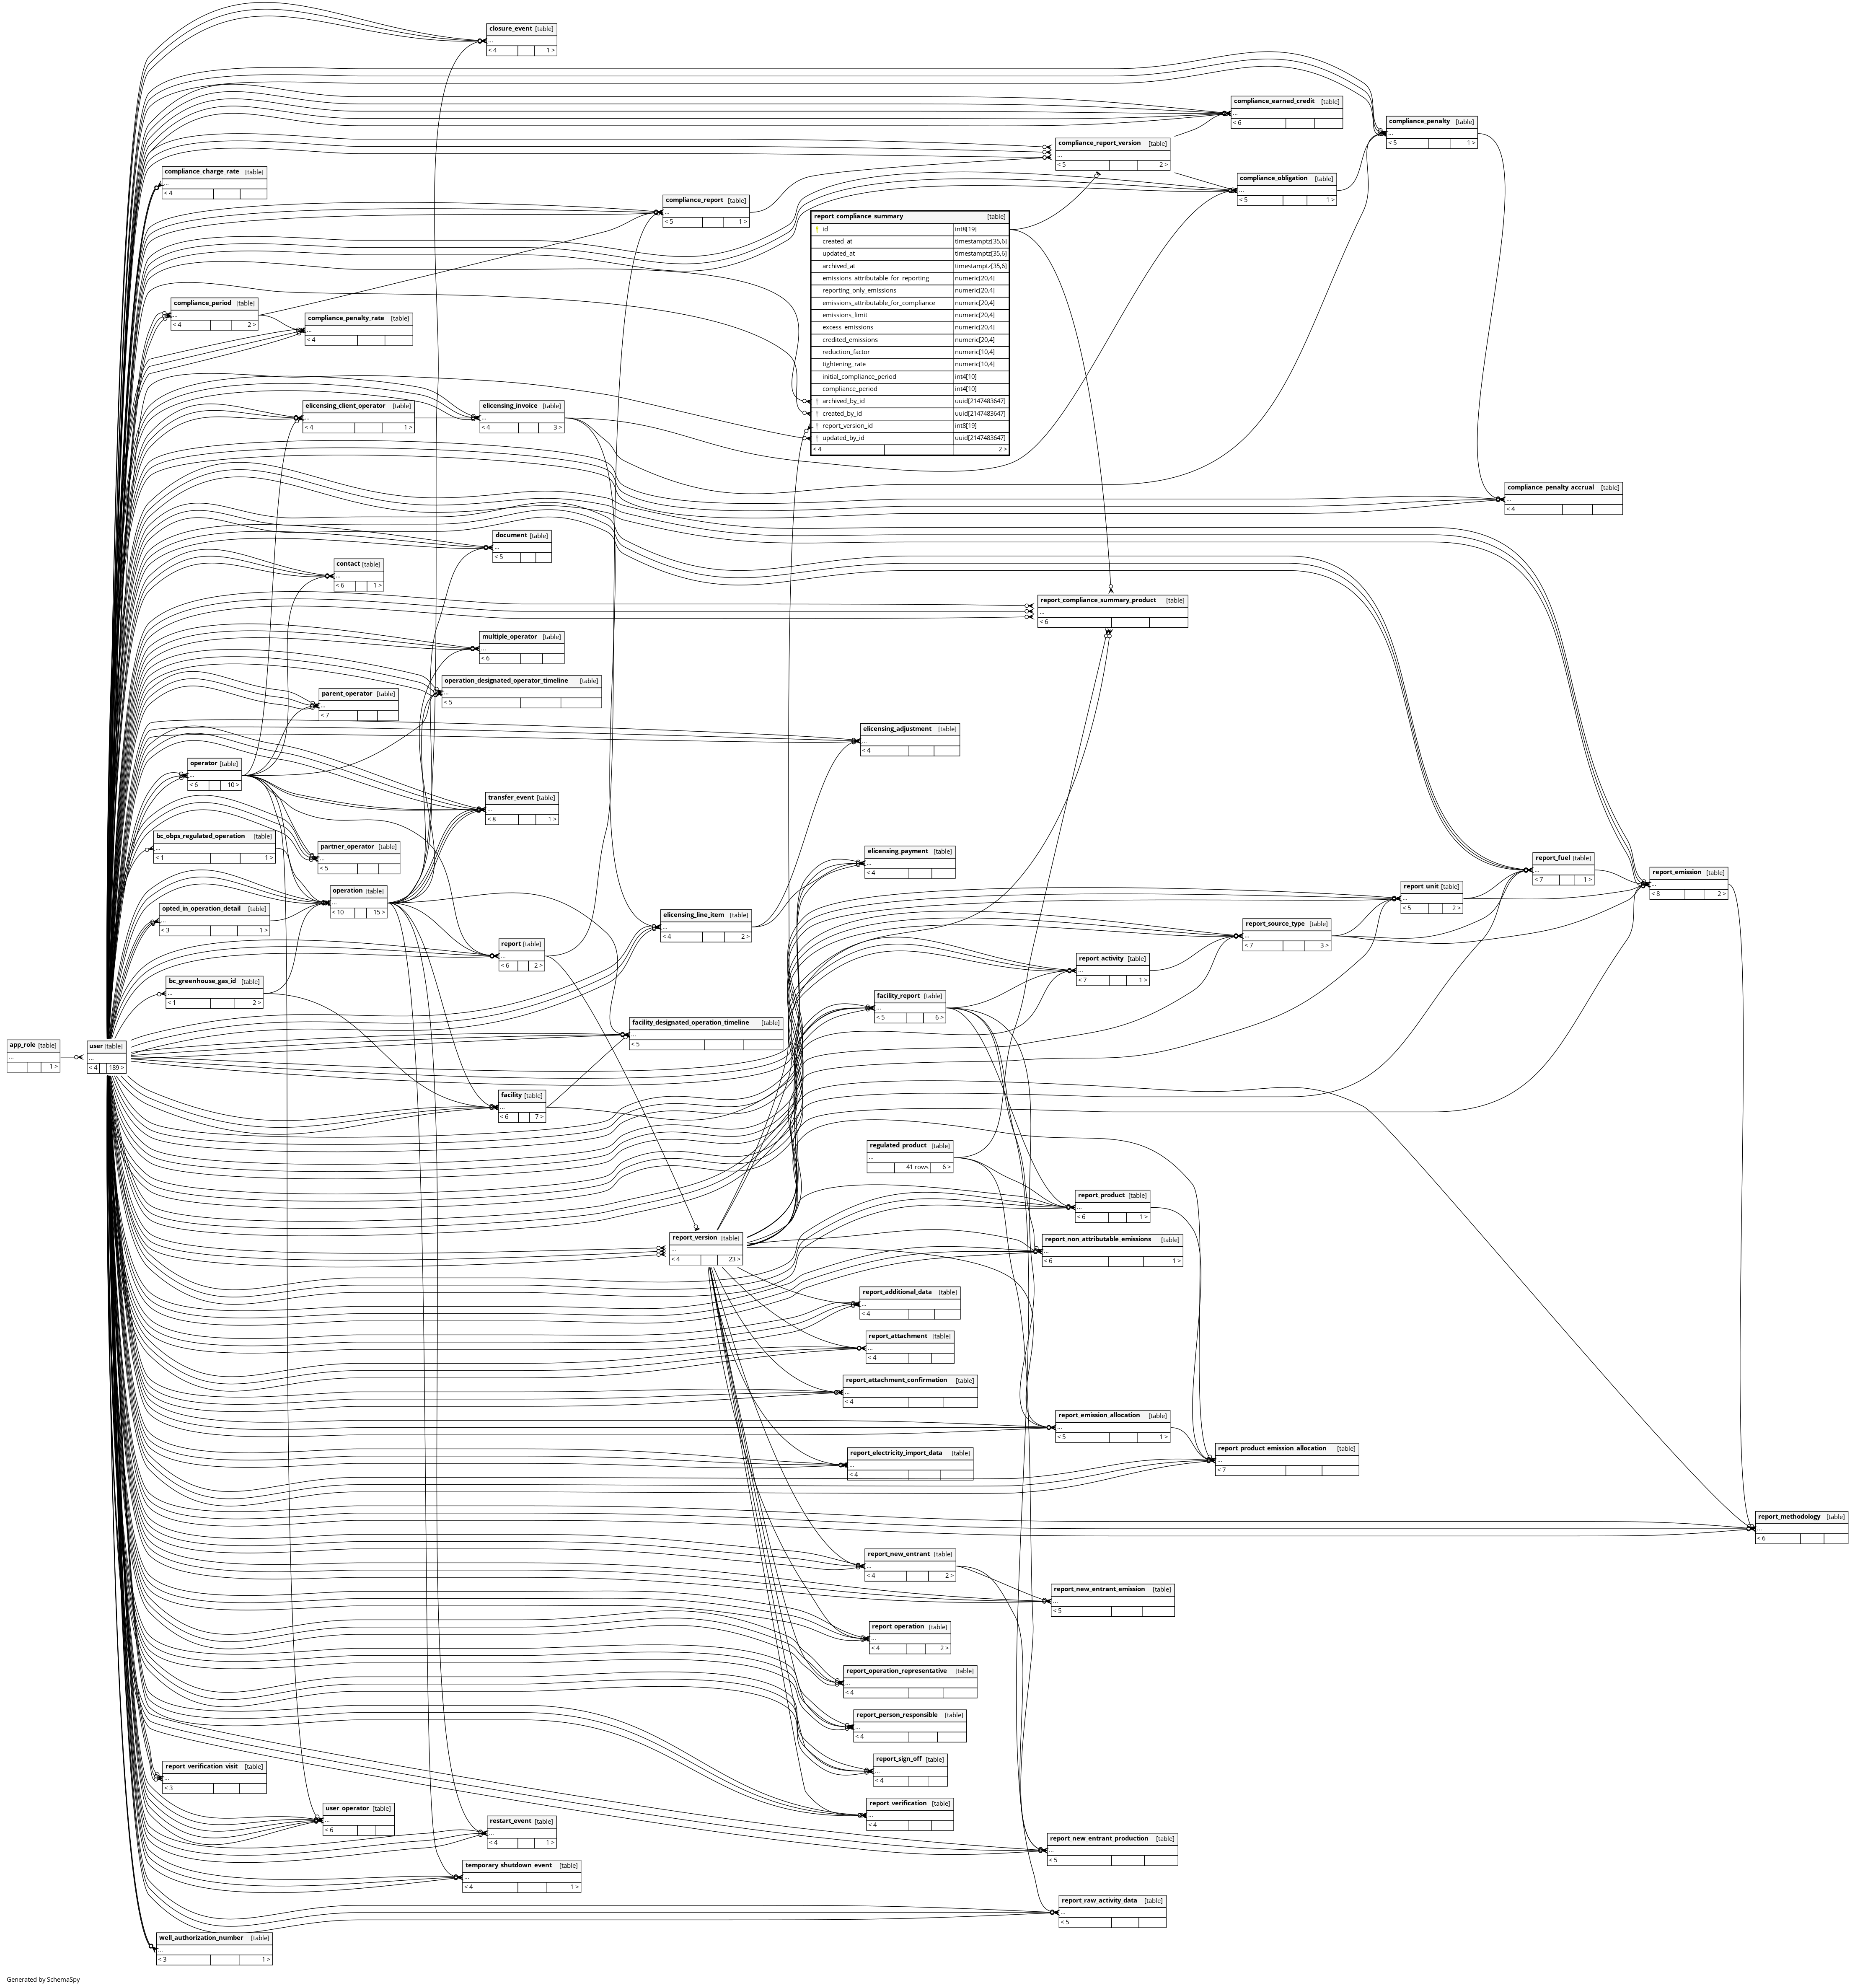 closure_event [table]
...
< 4 1 >
compliance_earned_credit [table]
...
< 6
compliance_penalty [table]
...
< 5 1 >
compliance_report_version [table]
...
< 5 2 >
compliance_charge_rate [table]
...
< 4
compliance_obligation [table]
...
< 5 1 >
compliance_report [table]
...
< 5 1 >
report_compliance_summary [table]
id int8[19]
created_at timestamptz[35,6]
updated_at timestamptz[35,6]
archived_at timestamptz[35,6]
emissions_attributable_for_reporting numeric[20,4]
reporting_only_emissions numeric[20,4]
emissions_attributable_for_compliance numeric[20,4]
emissions_limit numeric[20,4]
excess_emissions numeric[20,4]
credited_emissions numeric[20,4]
reduction_factor numeric[10,4]
tightening_rate numeric[10,4]
initial_compliance_period int4[10]
compliance_period int4[10]
archived_by_id uuid[2147483647]
created_by_id uuid[2147483647]
report_version_id int8[19]
updated_by_id uuid[2147483647]
< 4 2 >
compliance_period [table]
...
< 4 2 >
compliance_penalty_rate [table]
...
< 4
elicensing_client_operator [table]
...
< 4 1 >
elicensing_invoice [table]
...
< 4 3 >
compliance_penalty_accrual [table]
...
< 4
document [table]
...
< 5
contact [table]
...
< 6 1 >
report_compliance_summary_product [table]
...
< 6
multiple_operator [table]
...
< 6
operation_designated_operator_timeline [table]
...
< 5
parent_operator [table]
...
< 7
elicensing_adjustment [table]
...
< 4
operator [table]
...
< 6 10 >
transfer_event [table]
...
< 8 1 >
bc_obps_regulated_operation [table]
...
< 1 1 >
partner_operator [table]
...
< 5
elicensing_payment [table]
...
< 4
report_fuel [table]
...
< 7 1 >
report_emission [table]
...
< 8 2 >
report_unit [table]
...
< 5 2 >
operation [table]
...
< 10 15 >
opted_in_operation_detail [table]
...
< 3 1 >
elicensing_line_item [table]
...
< 4 2 >
report_source_type [table]
...
< 7 3 >
report [table]
...
< 6 2 >
report_activity [table]
...
< 7 1 >
bc_greenhouse_gas_id [table]
...
< 1 2 >
facility_report [table]
...
< 5 6 >
facility_designated_operation_timeline [table]
...
< 5
app_role [table]
...
1 >
user [table]
...
< 4 189 >
facility [table]
...
< 6 7 >
regulated_product [table]
...
41 rows 6 >
report_product [table]
...
< 6 1 >
report_version [table]
...
< 4 23 >
report_non_attributable_emissions [table]
...
< 6 1 >
report_additional_data [table]
...
< 4
report_attachment [table]
...
< 4
report_attachment_confirmation [table]
...
< 4
report_emission_allocation [table]
...
< 5 1 >
report_product_emission_allocation [table]
...
< 7
report_electricity_import_data [table]
...
< 4
report_methodology [table]
...
< 6
report_new_entrant [table]
...
< 4 2 >
report_new_entrant_emission [table]
...
< 5
report_operation [table]
...
< 4 2 >
report_operation_representative [table]
...
< 4
report_person_responsible [table]
...
< 4
report_sign_off [table]
...
< 4
report_verification_visit [table]
...
< 3
report_verification [table]
...
< 4
user_operator [table]
...
< 6
restart_event [table]
...
< 4 1 >
report_new_entrant_production [table]
...
< 5
temporary_shutdown_event [table]
...
< 4 1 >
report_raw_activity_data [table]
...
< 5
well_authorization_number [table]
...
< 3 1 >
Generated by SchemaSpy